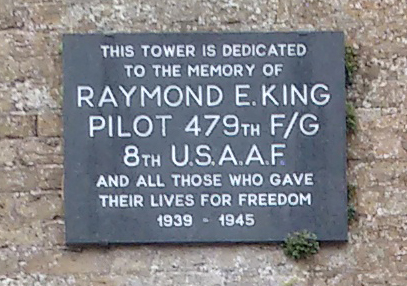 THIS TOWER IS DEDICATED
TO THE MEMORY OF
RAYMOND E. KING
PILOT 479TH F/G
8TH U.S.A.A.F.
AND ALL THOSE WHO GAVE
THEIR LIVES FOR FREEDOM
1939 - 1945